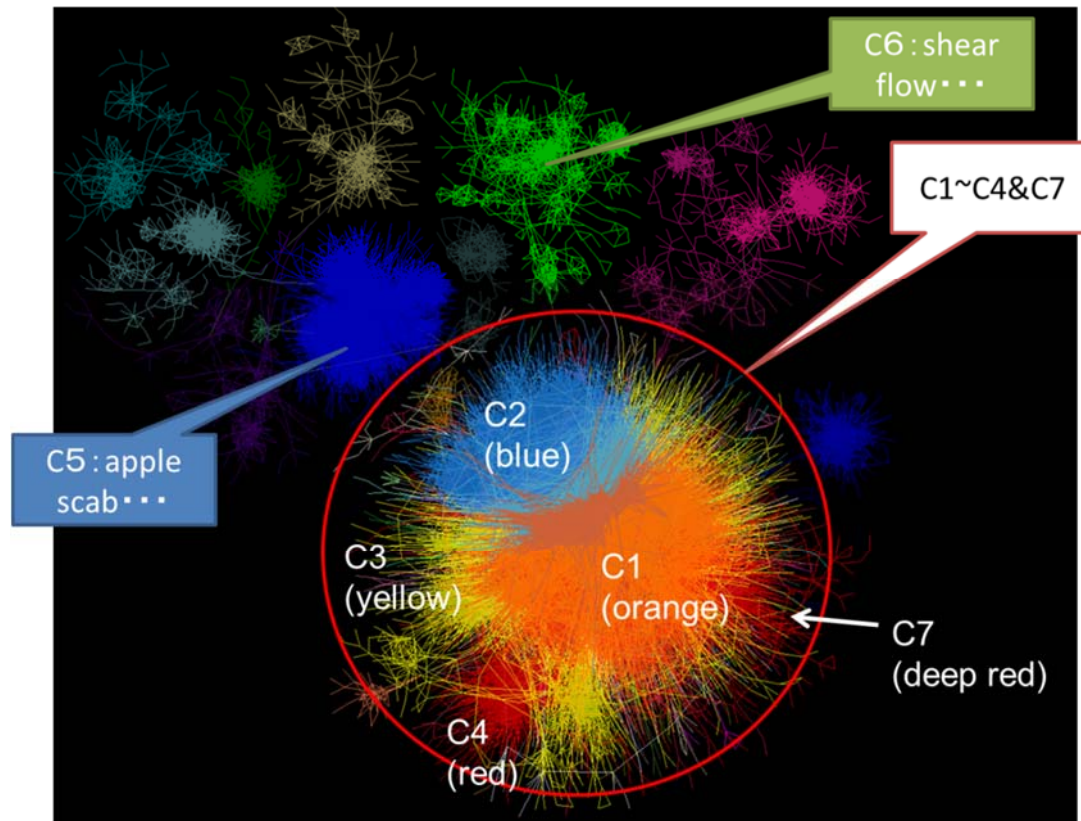 C6：shear
flow・・・
C1~C4&C7
C2
(blue)
C5：apple
scab・・・
C3
(yellow)
C1
(orange)
C7
(deep red)
C4
(red)